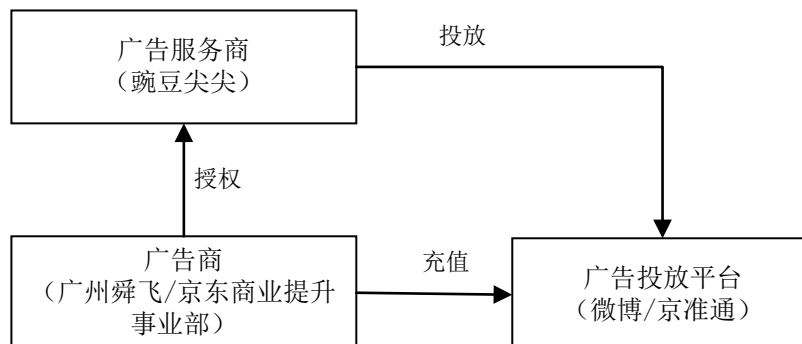 广告服务商
（豌豆尖尖）
投放
授权
广告商
（广州舜飞/京东商业提升
事业部）
充值
广告投放平台
（微博/京准通）